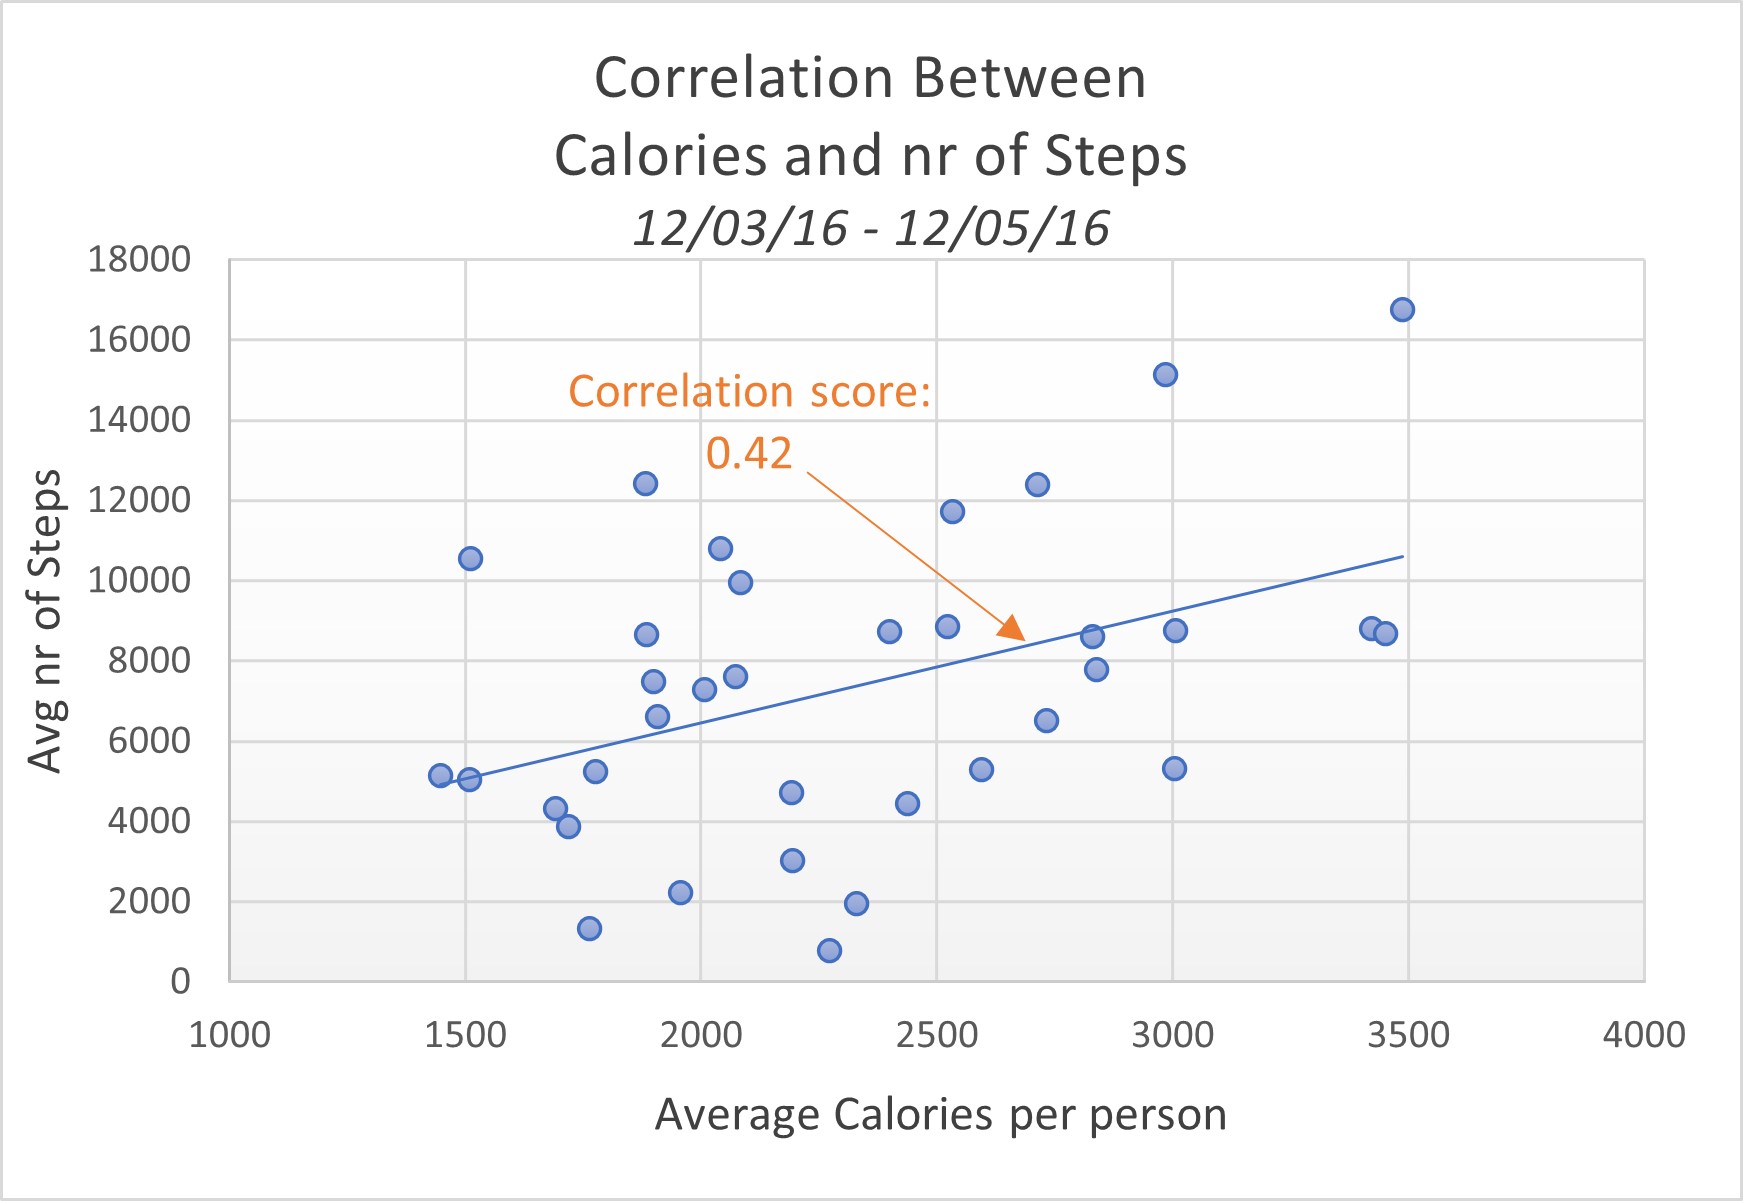 Correlation Between
Calories and nr of Steps
12/03/16 - 12/05/16
18000
16000
14000
12000
10000
8000
6000
4000
2000
0
Avg nr of Steps
Correlation score:
0.42
1000 1500 2000 2500 3000 3500 4000
Average Calories per person